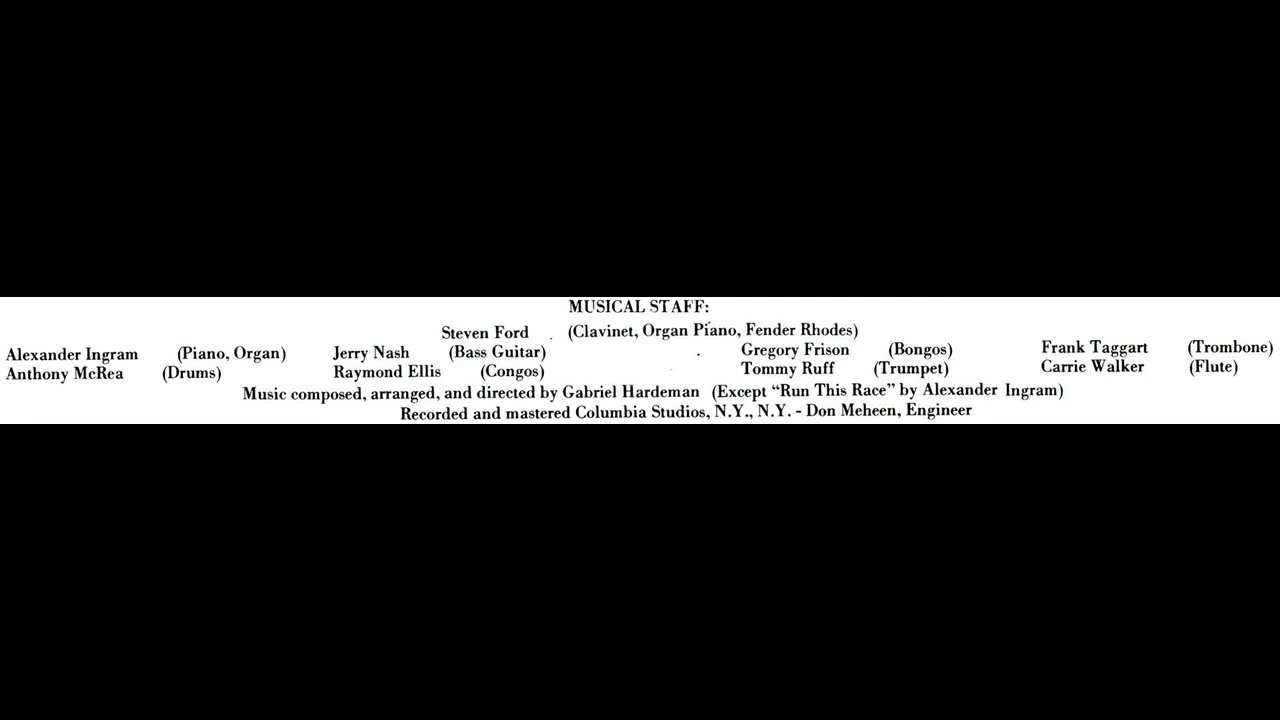 MUSICAL STAFF:
Steven Ford (Clavinet, Organ Piano, Fender Rhodes)
Alexander Ingram (Piano, Organ) Jerry Nash (Bass Guitar) Gregory Frison (Bongos) Frank Taggart (Trombone)
Anthony McRea (Drums) Raymond Ellis (Congos) Tommy Ruff (Trumpet) Carrie Walker (Flute)
Music composed, arranged, and directed by Gabriel Hardeman (Except “Run This Race” by Alexander Ingram)
Recorded and mastered Columbia Studios, N.Y., N.Y. - Don Meheen, Engineer